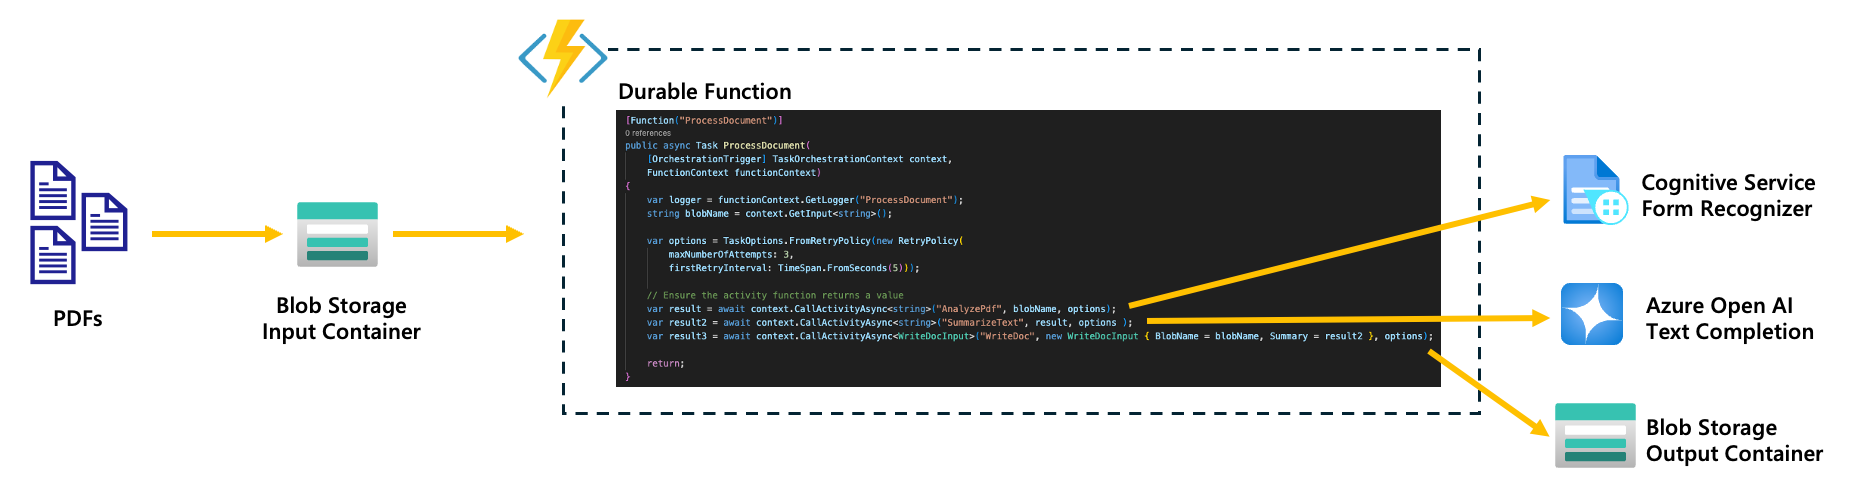 PDFs
Blob Storage
Input Container
Durable Function
[Function("ProcessDocument")]
0 references
public async Task ProcessDocument(
[OrchestrationTrigger] TaskOrchestrationContext context,
FunctionContext functionContext)
{
var logger = functionContext.GetLogger("ProcessDocument");
string blobName = context.GetInput<string>();
var options = TaskOptions.FromRetryPolicy(new RetryPolicy(
maxNumberOfAttempts: 3,
firstRetryInterval: TimeSpan.FromSeconds(5)));
// Ensure the activity function returns a value
var result = await context.CallActivityAsync<string>("AnalyzePdf", blobName, options);
var result2 = await context.CallActivityAsync<string>("SummarizeText", result, options );
var result3 = await context.CallActivityAsync<WriteDocInput>("WriteDoc", new WriteDocInput { BlobName = blobName, Summary = result2 }, options);
return;
}
Cognitive Service
Form Recognizer
Azure Open AI
Text Completion
Blob Storage
Output Container